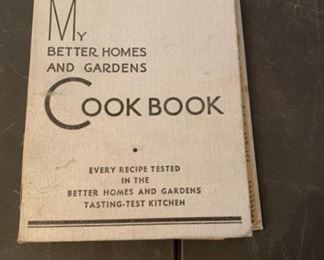 My
BETTER HOMES
AND GARDENS
COOK BOOK
EVERY RECIPE TESTED
IN THE
BETTER HOMES AND GARDENS
TASTING-TEST KITCHEN